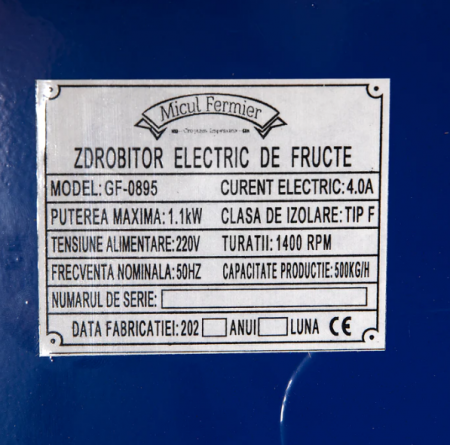 Micul Fermier
ZDROBITOR ELECTRIC DE FRUCTE
MODEL: GF-0895 CURENT ELECTRIC: 4.0A
PUTEREA MAXIMA: 1.1kW CLASA DE IZOLARE: TIP F
TENSIUNE ALIMENTARE: 220V TURATII: 1400 RPM
FRECVENTA NOMINALA: 50HZ CAPACITATE PRODUCTIE: 500KG/H
NUMARUL DE SERIE:
DATA FABRICATIEI: 202 ANUI LUNA CE